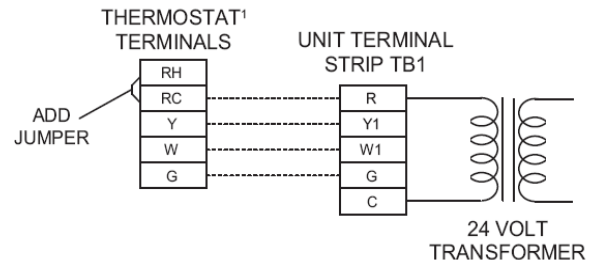 THERMOSTAT¹
TERMINALS
UNIT TERMINAL
STRIP TB1
RH
RC
Y
W
G
R
Y1
W1
G
C
ADD
JUMPER
24 VOLT
TRANSFORMER